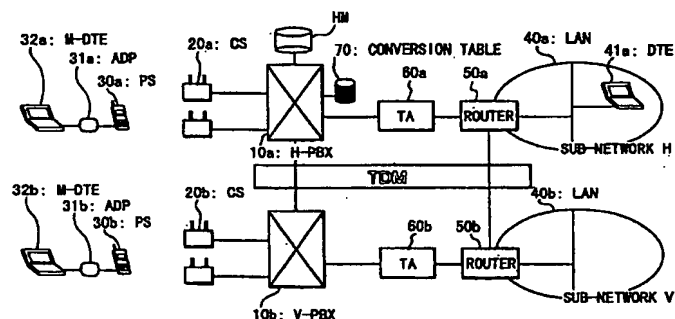 HM
32a: M-DTE
31a: ADP
30a: PS
20a: CS
70: CONVERSION TABLE
60a
50a
40a: LAN
41a: DTE
TA
ROUTER
10a: H-PBX
SUB-NETWORK H
TDM
32b: M-DTE
31b: ADP
30b: PS
20b: CS
60b
50b
40b: LAN
TA
ROUTER
10b: V-PBX
SUB-NETWORK V